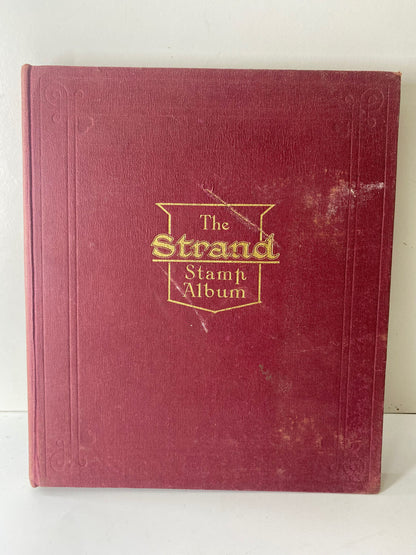 The
Strand
Stamp
Album